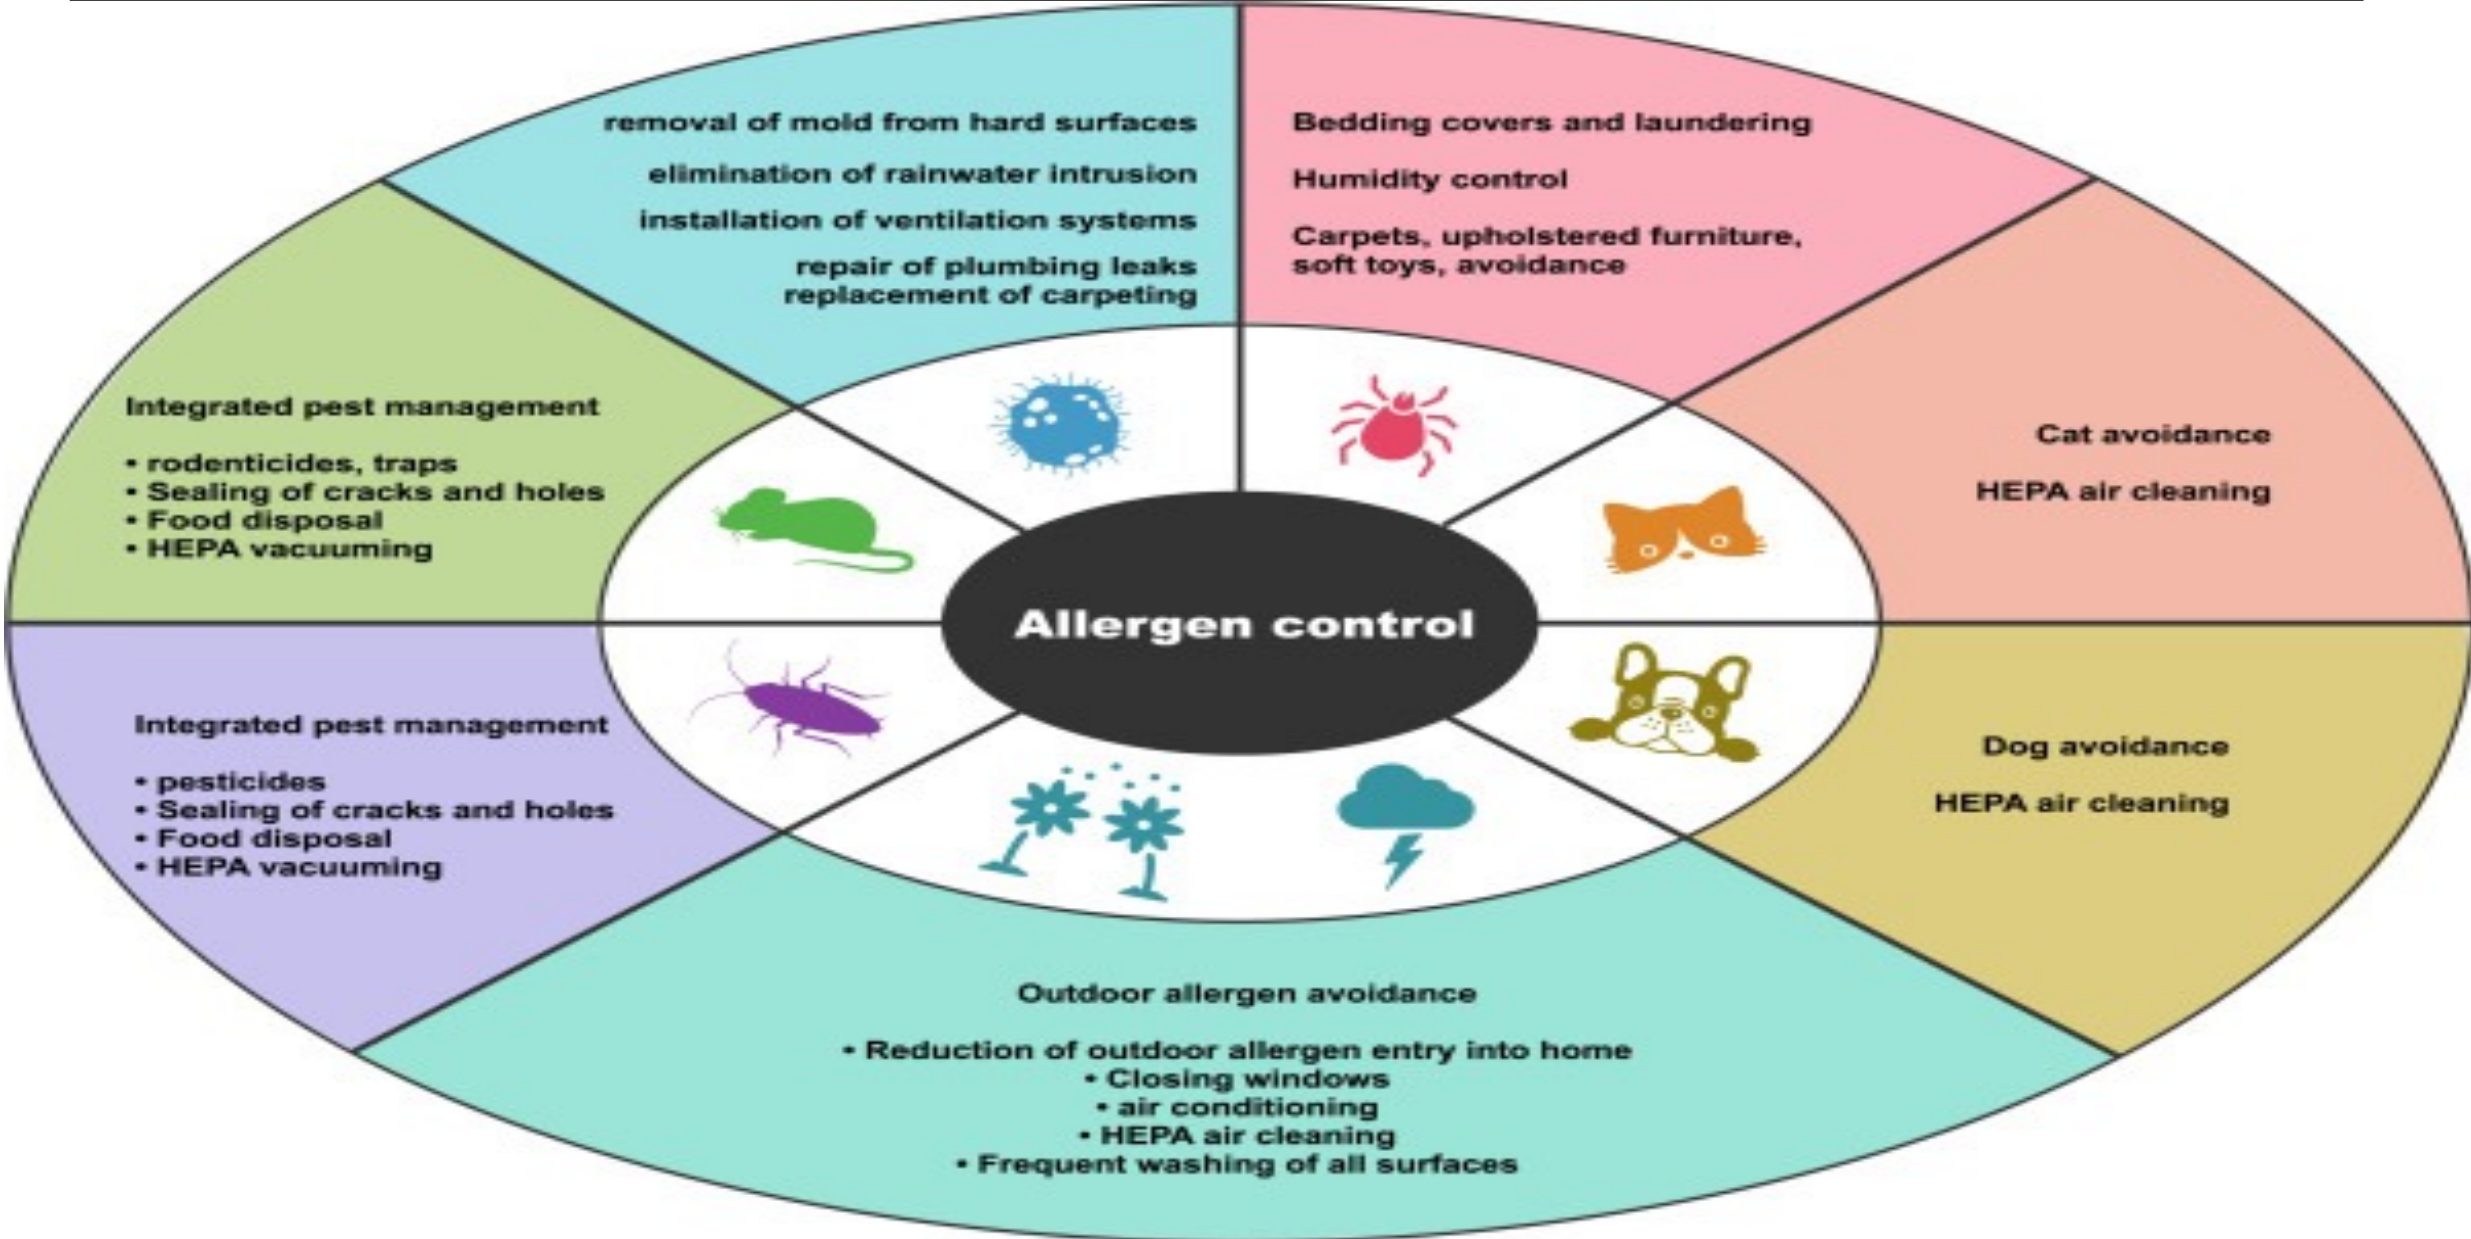 removal of mold from hard surfaces
elimination of rainwater intrusion
installation of ventilation systems
repair of plumbing leaks
replacement of carpeting
Bedding covers and laundering
Humidity control
Carpets, upholstered furniture,
soft toys, avoidance
Integrated pest management
• rodenticides, traps
• Sealing of cracks and holes
• Food disposal
• HEPA vacuuming
Cat avoidance
HEPA air cleaning
Allergen control
Integrated pest management
• pesticides
• Sealing of cracks and holes
• Food disposal
• HEPA vacuuming
Dog avoidance
HEPA air cleaning
Outdoor allergen avoidance
• Reduction of outdoor allergen entry into home
• Closing windows
• air conditioning
• HEPA air cleaning
• Frequent washing of all surfaces